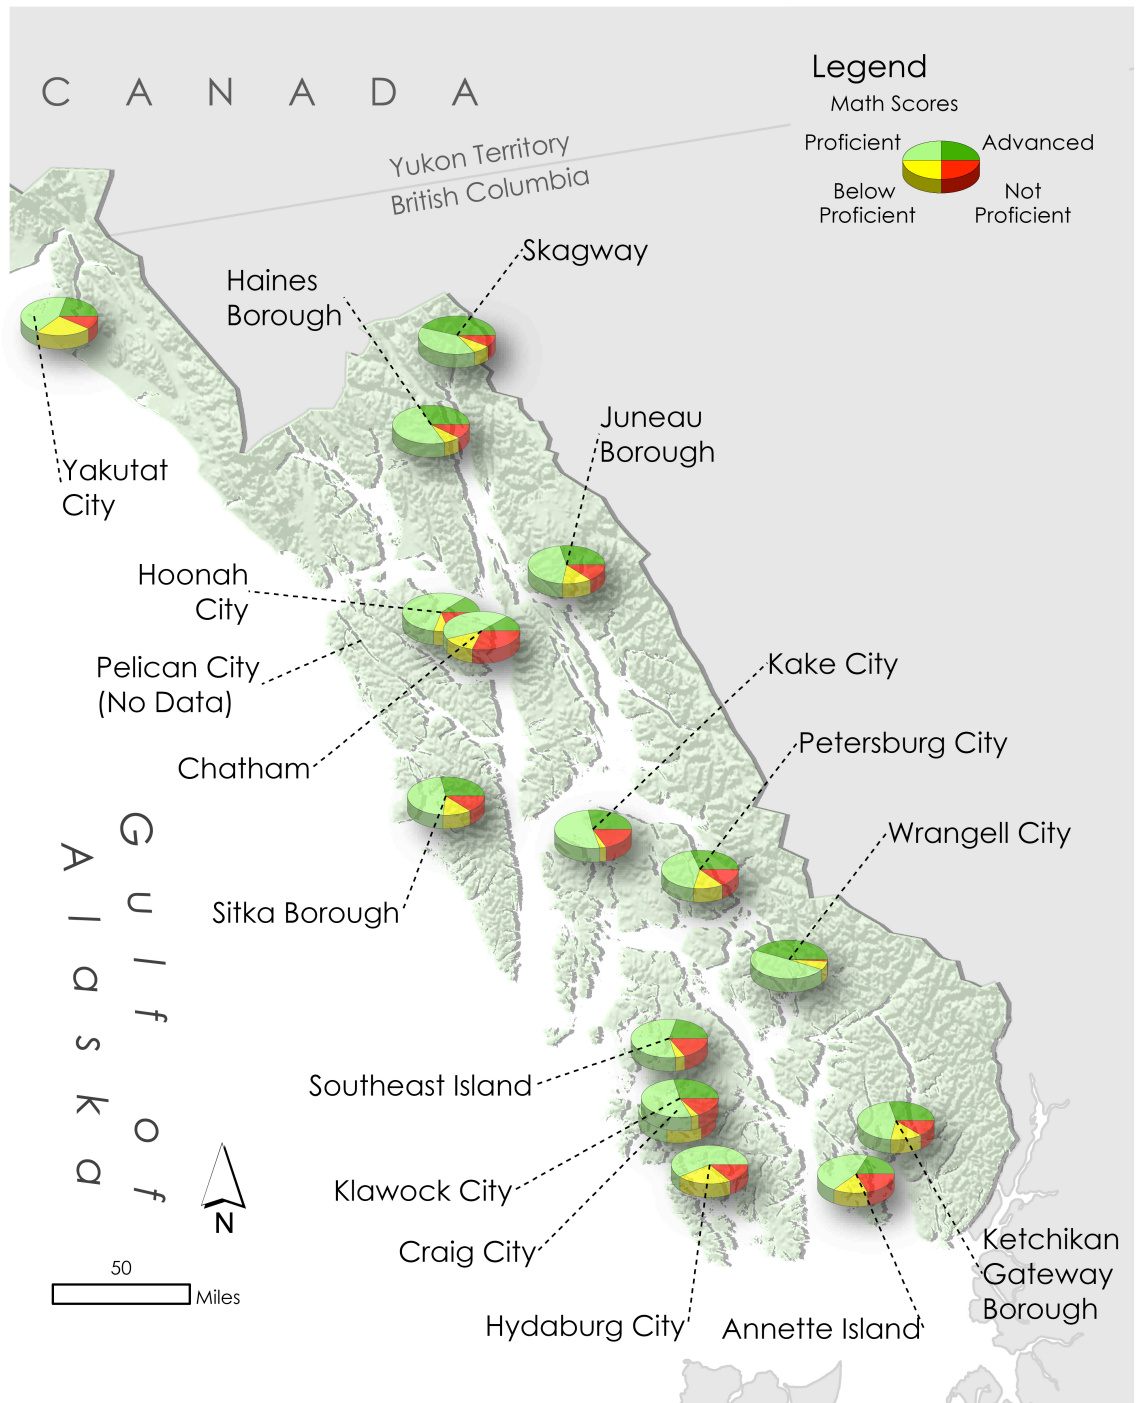 CANADA
Legend
Math Scores
Proficient
Advanced
Below
Proficient
Not
Proficient
Yukon Territory
British Columbia
Skagway
Haines
Borough
Juneau
Borough
Yakutat
City
Hoonah
City
Pelican City
(No Data)
Kake City
Petersburg City
Chatham
Wrangell City
Sitka Borough
Gulf of
Alaska
Southeast Island
Klawock City
Craig City
Hydaburg City
Annette Island
Ketchikan
Gateway
Borough
N
50
Miles